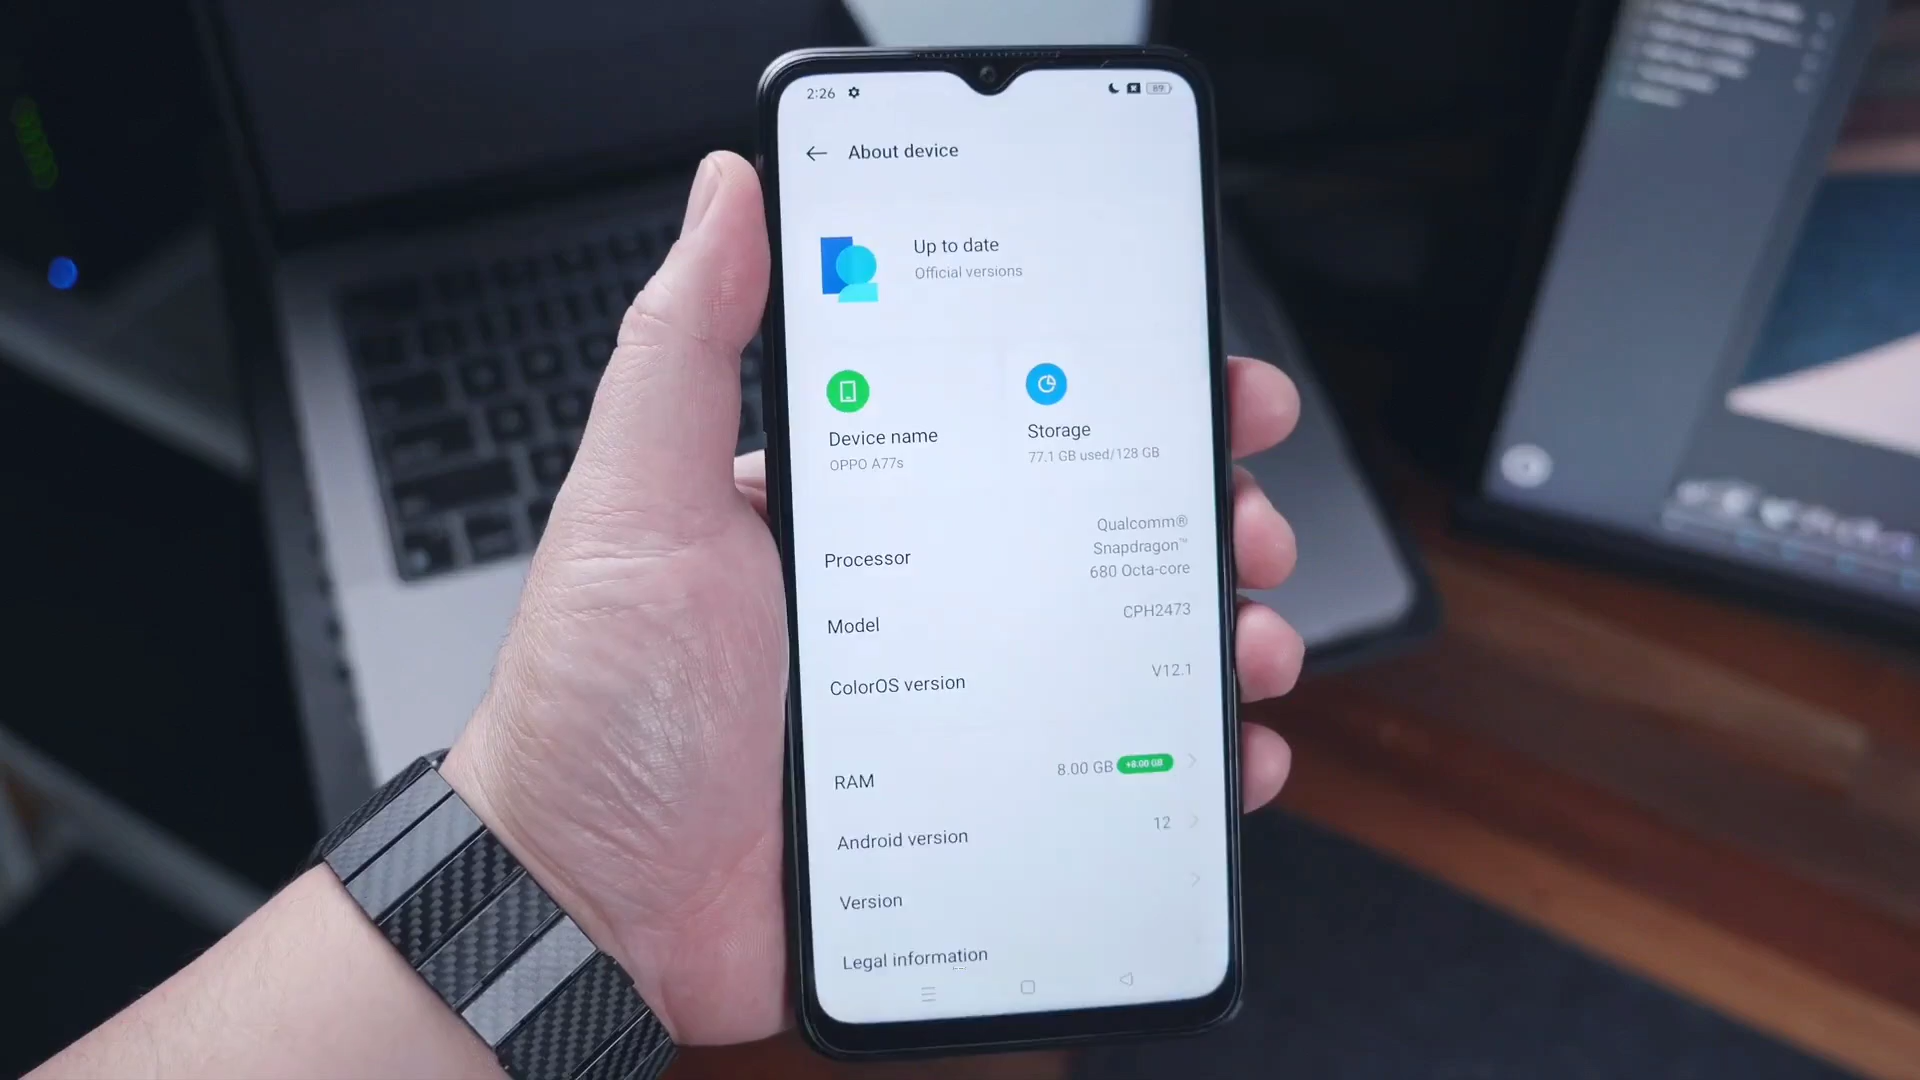 2:26
89
About device
Up to date
Official versions
Device name
OPPO A77s
Storage
77.1 GB used/128 GB
Processor
Qualcomm®
Snapdragon™
680 Octa-core
Model
CPH2473
ColorOS version
V12.1
RAM
8.00 GB +8.00 GB
Android version
12
Version
Legal information